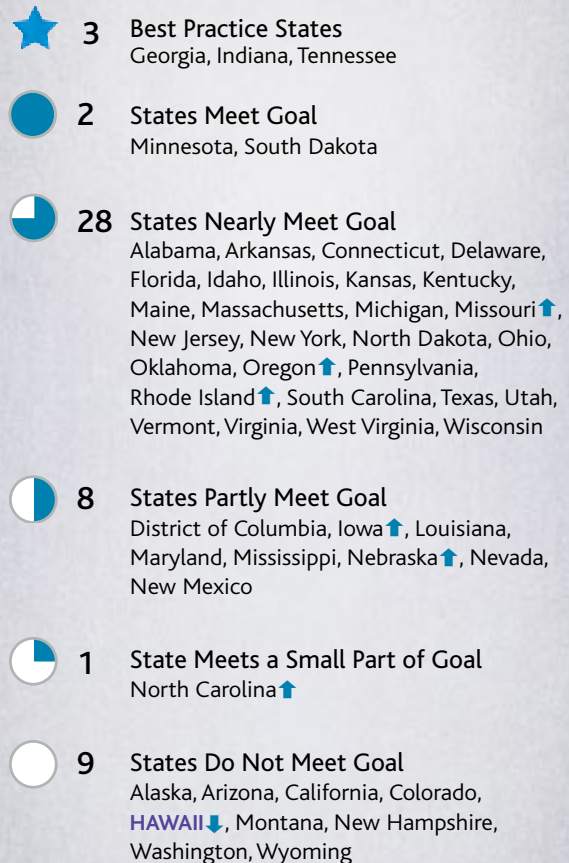 3 Best Practice States
Georgia, Indiana, Tennessee
2 States Meet Goal
Minnesota, South Dakota
28 States Nearly Meet Goal
Alabama, Arkansas, Connecticut, Delaware,
Florida, Idaho, Illinois, Kansas, Kentucky,
Maine, Massachusetts, Michigan, Missouri⬆,
New Jersey, New York, North Dakota, Ohio,
Oklahoma, Oregon⬆, Pennsylvania,
Rhode Island⬆, South Carolina, Texas, Utah,
Vermont, Virginia, West Virginia, Wisconsin
8 States Partly Meet Goal
District of Columbia, Iowa⬆, Louisiana,
Maryland, Mississippi, Nebraska⬆, Nevada,
New Mexico
1 State Meets a Small Part of Goal
North Carolina⬆
9 States Do Not Meet Goal
Alaska, Arizona, California, Colorado,
HAWAII⬇, Montana, New Hampshire,
Washington, Wyoming